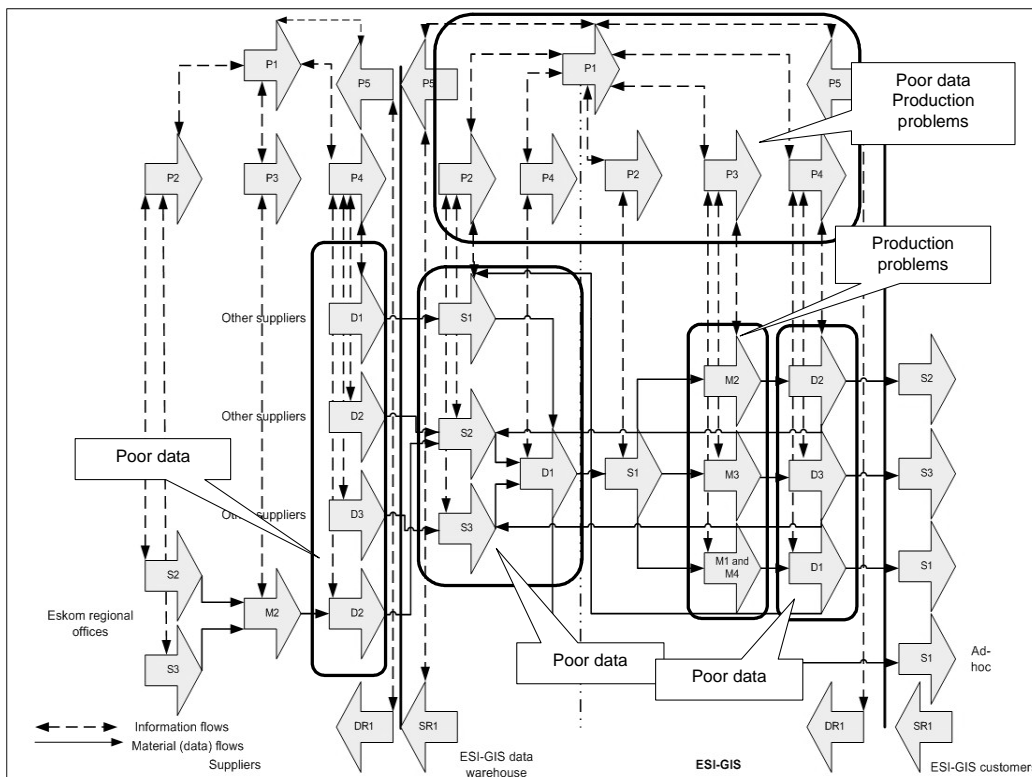 P1
P5
P5
P1
P5
Poor data
Production
problems
P2
P3
P4
P2
P4
P2
P3
P4
Production
problems
Other suppliers
D1
S1
M2
D2
S2
Other suppliers
D2
S2
Poor data
D1
S1
M3
D3
S3
Other suppliers
D3
S3
S2
M1 and
M4
D1
S1
Eskom regional
offices
M2
D2
S3
Poor data
Poor data
S1
Ad-
hoc
Information flows
Material (data) flows
Suppliers
DR1
SR1
ESI-GIS data
warehouse
ESI-GIS
DR1
SR1
ESI-GIS customer